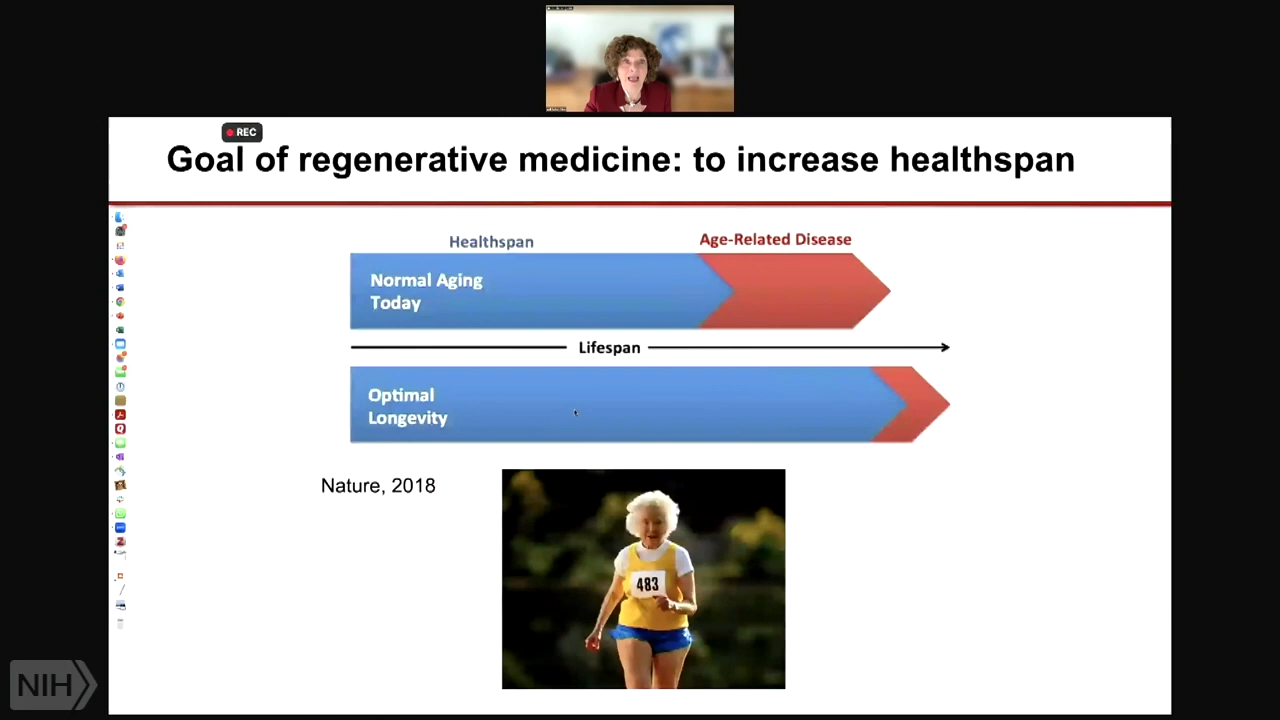 REC
Goal of regenerative medicine: to increase healthspan
Healthspan
Age-Related Disease
Normal Aging
Today
Lifespan
Optimal
Longevity
Nature, 2018
483
NIH